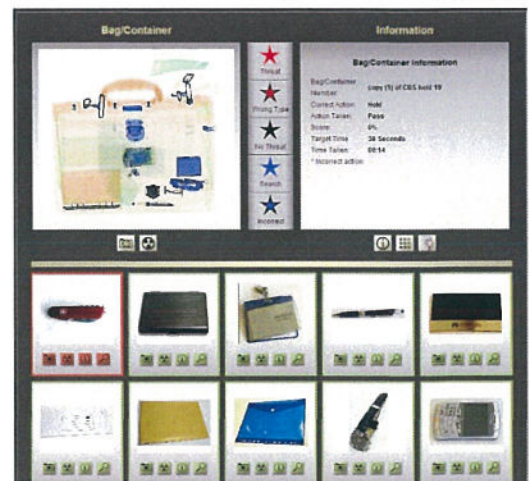 Bag/Container
Information
Threat
Wrong Type
No Threat
Search
Incorrect
Bag/Container Information
Bag/Container Number: copy (1) of CBS hold 19
Correct Action: Hold
Action Taken: Pass
Score: 0%
Target Time 30 Seconds
Time Taken: 00:14
* Incorrect action